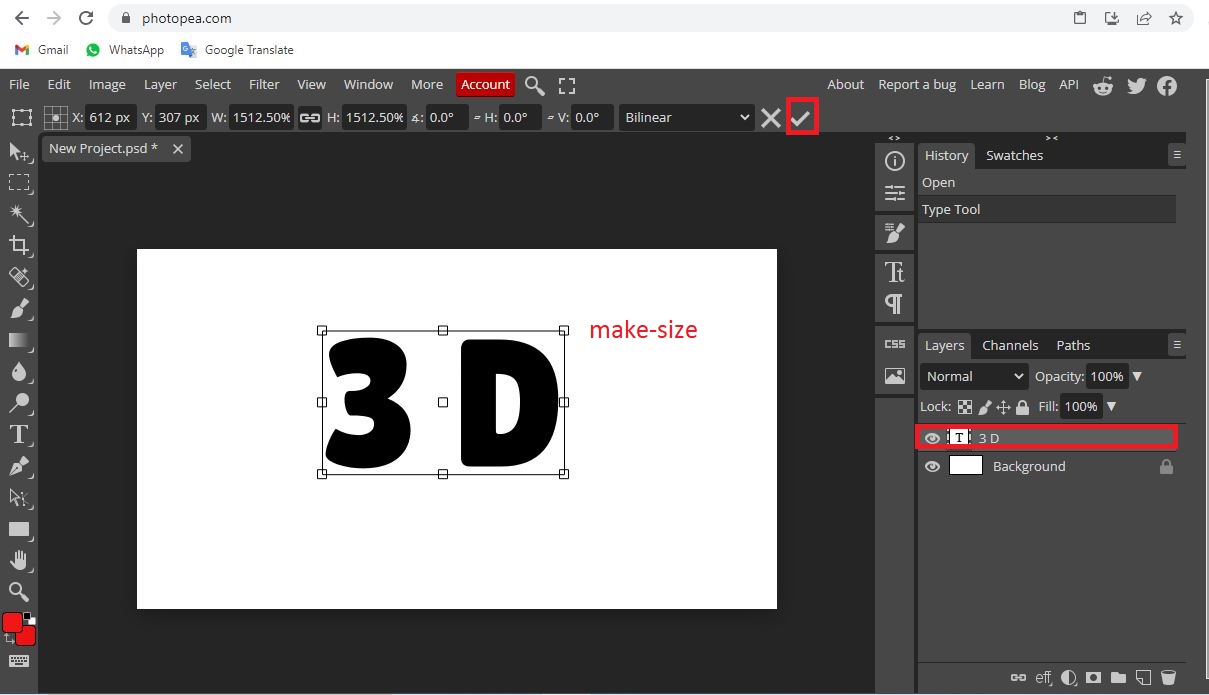 photopea.com
Gmail WhatsApp Google Translate
File Edit Image Layer Select Filter View Window More Account About Report a bug Learn Blog API
X: 612 px Y: 307 px W: 1512.50% H: 1512.50% 0.0° H: 0.0° V: 0.0° Bilinear
New Project.psd *
History Swatches
Open
Type Tool
make-size
3 D
CSS
Layers Channels Paths
Normal Opacity: 100%
Lock: Fill: 100%
T 3 D
Background
eff